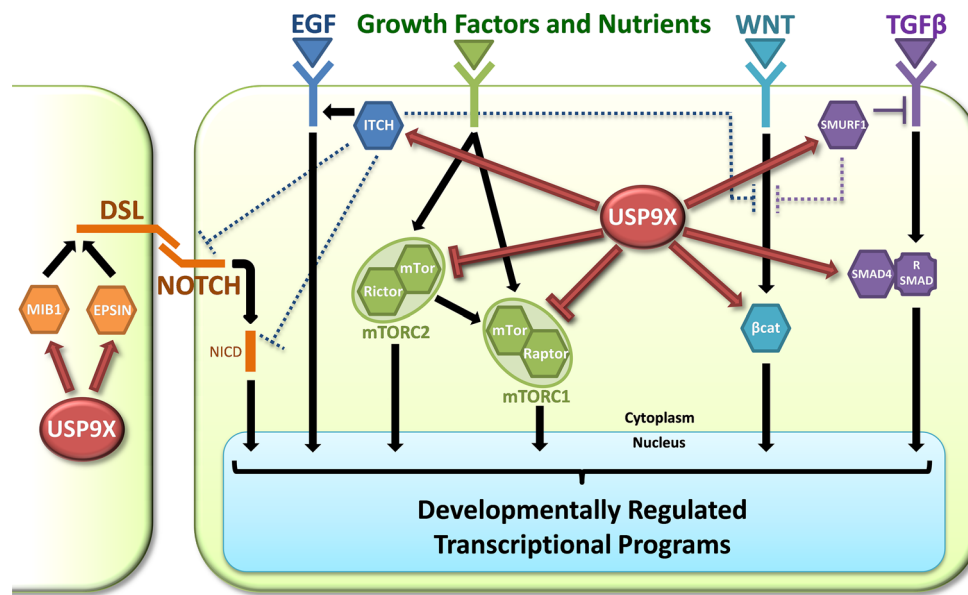 EGF
Growth Factors and Nutrients
WNT
TGFβ
ITCH
SMURF1
DSL
USP9X
NOTCH
mTor
Rictor
SMAD4
R
SMAD
MIB1
EPSIN
mTORC2
mTor
Raptor
βcat
NICD
mTORC1
USP9X
Cytoplasm
Nucleus
Developmentally Regulated
Transcriptional Programs